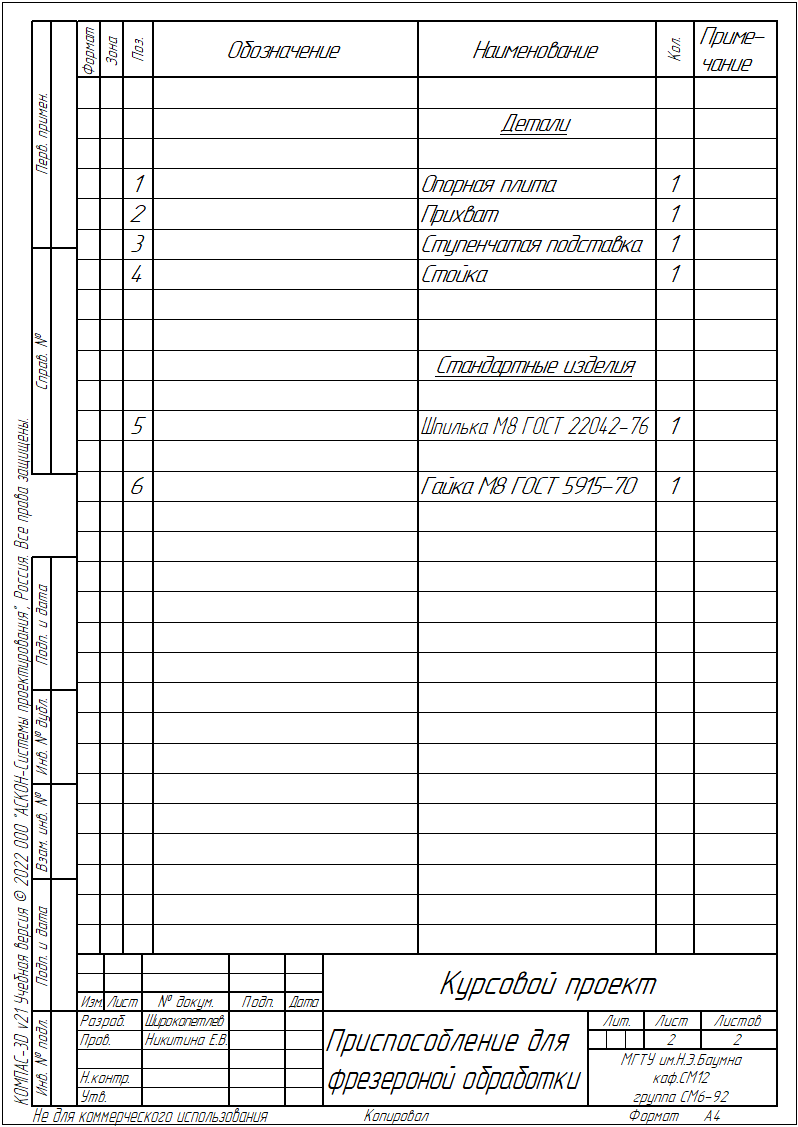 Формат
Зона
Поз.
Обозначение
Наименование
Кол.
Приме-
чание
Детали
1 Опорная плита 1
2 Прихват 1
3 Ступенчатая подставка 1
4 Стойка 1
Стандартные изделия
5 Шпилька М8 ГОСТ 22042-76 1
6 Гайка М8 ГОСТ 5915-70 1
Перв. примен.
Справ. №
Подп. и дата
Инв. № дубл.
Взам. инв. №
Подп. и дата
Инв. № подл.
КОМПАС-3D v21 Учебная версия © 2022 ООО "АСКОН-Системы проектирования", Россия. Все права защищены.
Изм. Лист № докум. Подп. Дата
Разраб. Широкопетлев
Пров. Никитина Е.В.
Н.контр.
Утв.
Курсовой проект
Приспособление для
фрезероной обработки
Лит. Лист Листов
2 2
МГТУ им.Н.Э.Баумна
каф.СМ12
группа СМ6-92
Не для коммерческого использования Копировал Формат А4